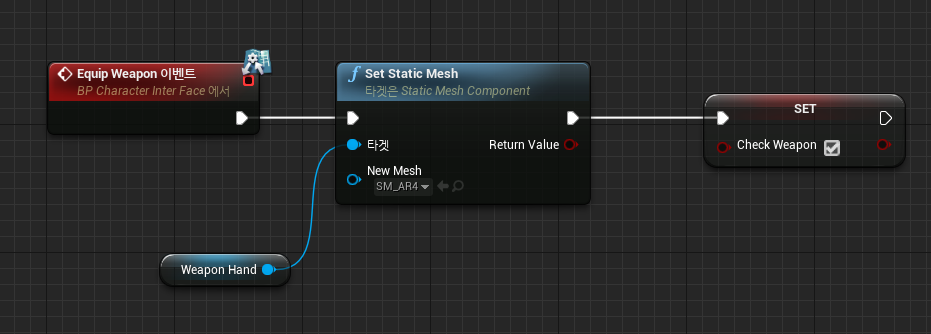 Equip Weapon 이벤트
BP Character Inter Face 에서
f Set Static Mesh
타겟은 Static Mesh Component
타겟
Return Value
New Mesh
SM_AR4
SET
Check Weapon
Weapon Hand